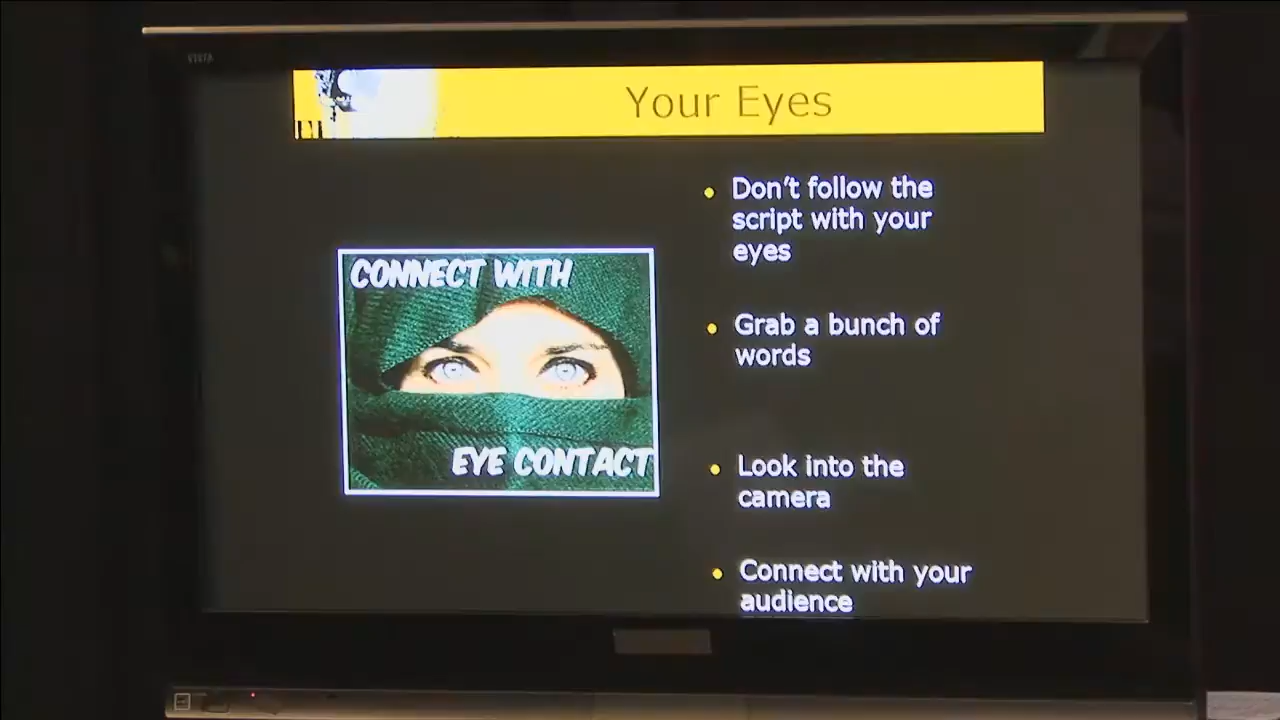 Your Eyes
Don't follow the
script with your
eyes
Grab a bunch of
words
Look into the
camera
Connect with your
audience
CONNECT WITH
EYE CONTACT